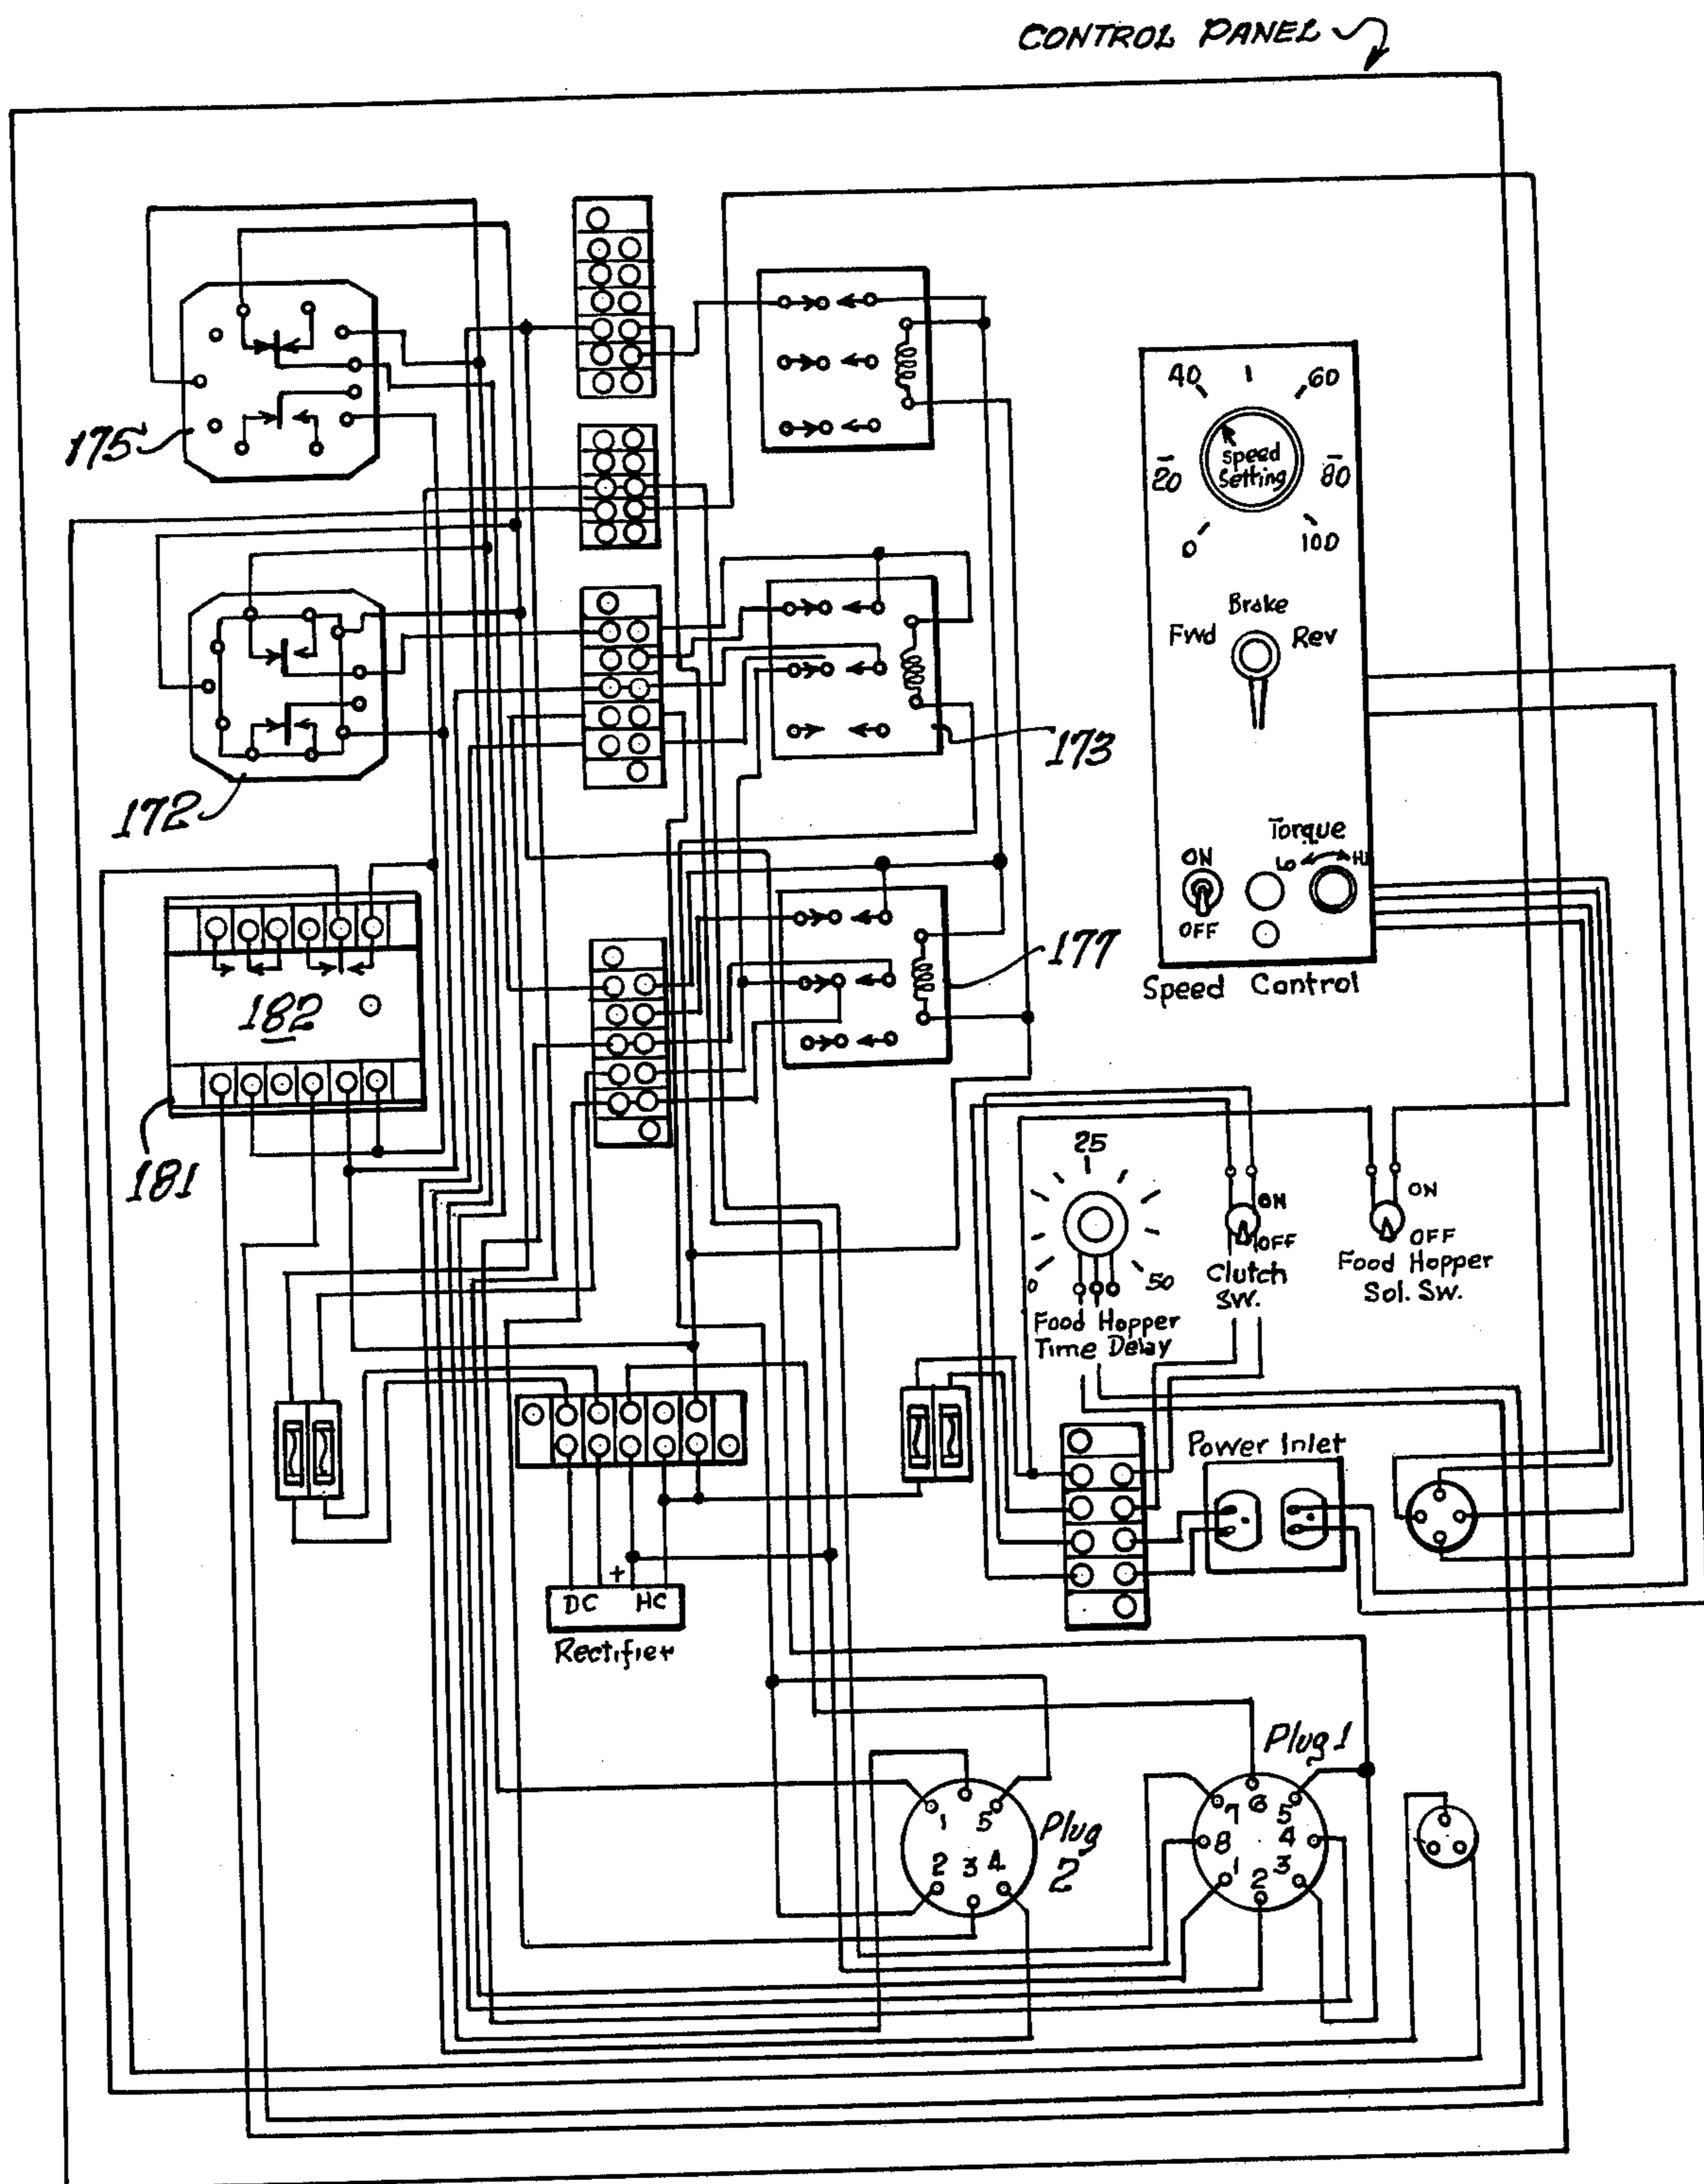 CONTROL PANEL
175
172
173
177
182
181
40 60
20 80
0 100
Speed
Setting
Brake
Fwd Rev
Torque
Lo Hi
ON
OFF
Speed Control
25
0 50
Food Hopper
Time Delay
ON
OFF
Clutch
SW.
ON
OFF
Food Hopper
Sol. Sw.
Power Inlet
+
DC HC
Rectifier
Plug 1
7 6 5
8 4
1 2 3
Plug
2
1 5
2 3 4